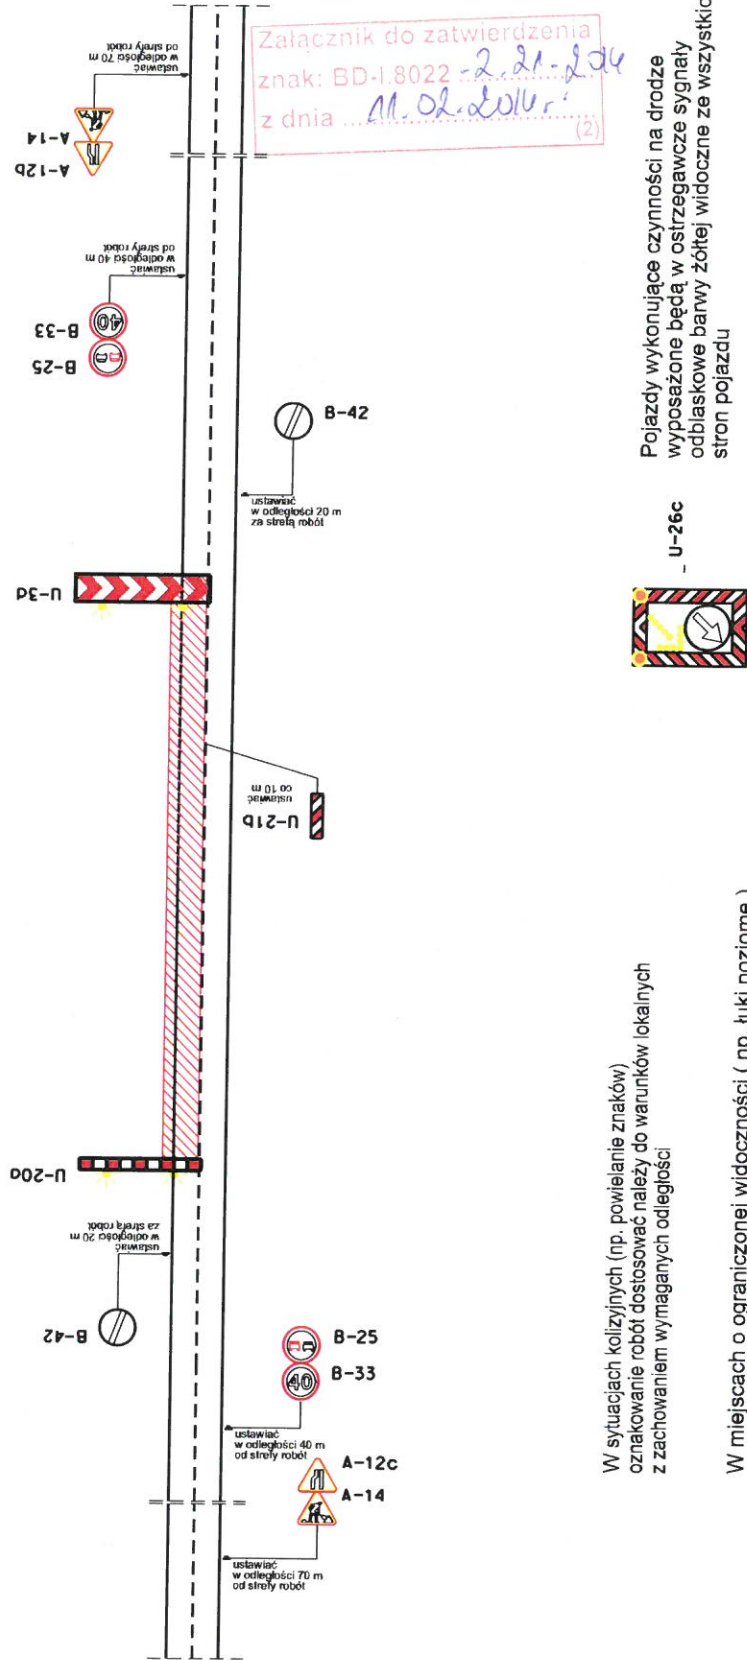 Załącznik do zatwierdzenia
znak: BD-I.8022 -2.21-2014
z dnia ... 11.02.2014 r.
(2)
ustawiać
w odległości 70 m
od strefy robót
A-14
A-12b
ustawiać
w odległości 40 m
od strefy robót
B-33
40
B-25
B-42
ustawiać
w odległości 20 m
za strefą robót
U-3d
U-21b
ustawiać
co 10 m
U-20a
ustawiać
w odległości 20 m
za strefą robót
B-42
B-25
B-33
40
ustawiać
w odległości 40 m
od strefy robót
A-12c
A-14
ustawiać
w odległości 70 m
od strefy robót
Pojazdy wykonujące czynności na drodze
wyposażone będą w ostrzegawcze sygnały
odblaskowe barwy żółtej widoczne ze wszystkic
stron pojazdu
U-26c
W sytuacjach kolizyjnych (np. powielanie znaków)
oznakowanie robót dostosować należy do warunków lokalnych
z zachowaniem wymaganych odległości
W miejscach o ograniczonej widoczności ( np. łuki poziome )